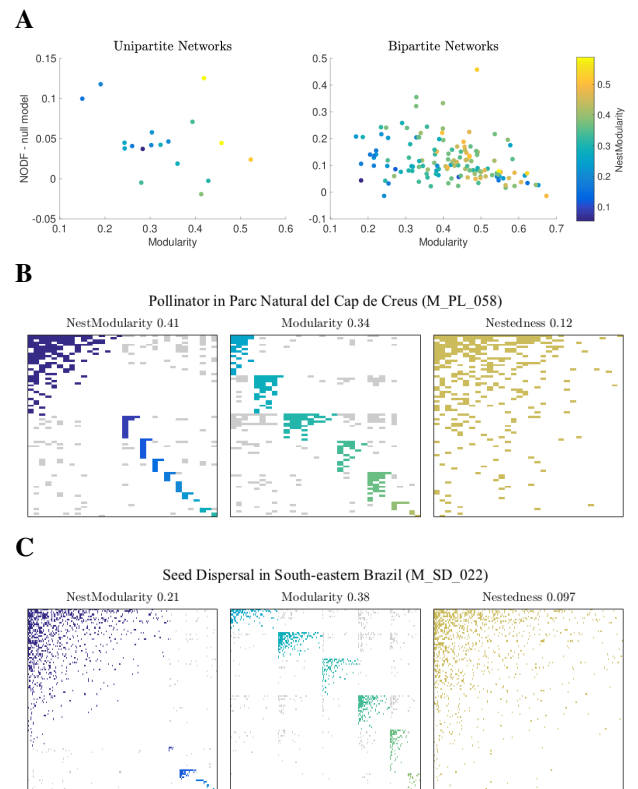 A
Unipartite Networks
Bipartite Networks
0.15
0.1
0.05
0
-0.05
NODF - null model
0.1
0.2
0.3
0.4
0.5
0.6
Modularity
0.5
0.4
0.3
0.2
0.1
0
-0.1
0.1
0.2
0.3
0.4
0.5
0.6
0.7
Modularity
0.5
0.4
0.3
0.2
0.1
NestModularity
B
Pollinator in Parc Natural del Cap de Creus (M_PL_058)
NestModularity 0.41
Modularity 0.34
Nestedness 0.12
C
Seed Dispersal in South-eastern Brazil (M_SD_022)
NestModularity 0.21
Modularity 0.38
Nestedness 0.097